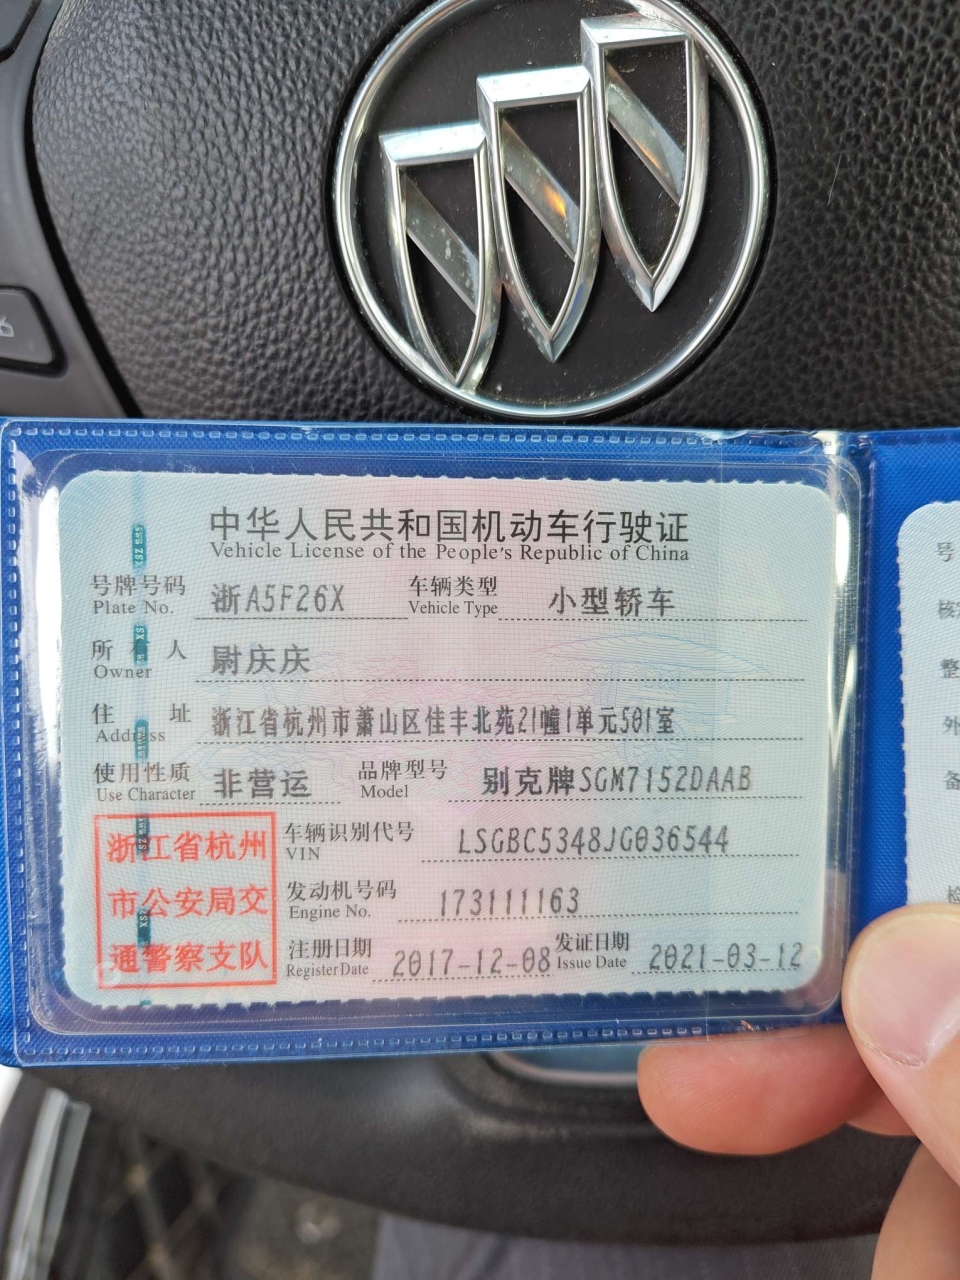 中华人民共和国机动车行驶证
Vehicle License of the People's Republic of China
号牌号码 浙A5F26X 车辆类型 小型轿车
Plate No. Vehicle Type
所有人 尉庆庆
Owner
住址 浙江省杭州市萧山区佳丰北苑21幢1单元501室
Address
使用性质 非营运 品牌型号 别克牌SGM7152DAAB
Use Character Model
浙江省杭州
市公安局交
通警察支队
车辆识别代号 LSGBC5348JG036544
VIN
发动机号码 173111163
Engine No.
注册日期 2017-12-08 发证日期 2021-03-12
Register Date Issue Date
号
核
整
外
备
检